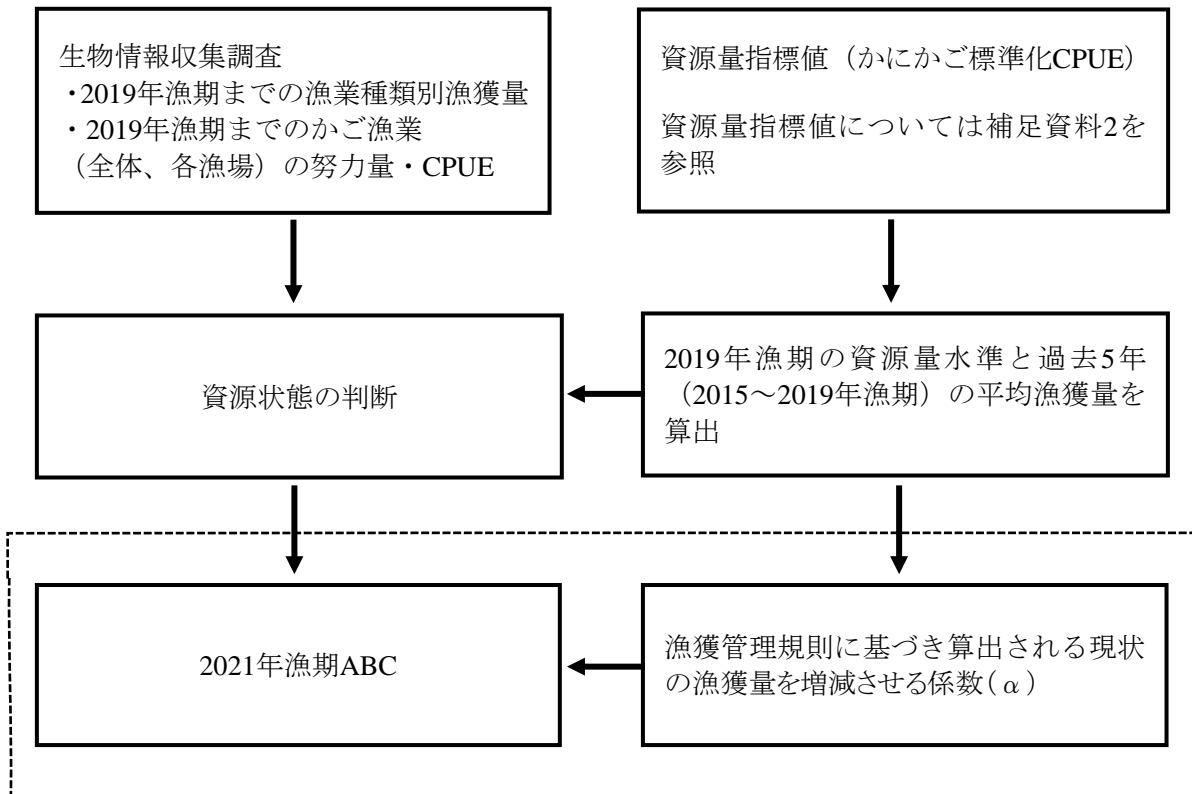 生物情報収集調査
・2019年漁期までの漁業種類別漁獲量
・2019年漁期までのかご漁業
（全体、各漁場）の努力量・CPUE
資源量指標値（かにかご標準化CPUE）
資源量指標値については補足資料2を
参照
資源状態の判断
2019年漁期の資源量水準と過去5年
（2015～2019年漁期）の平均漁獲量を
算出
2021年漁期ABC
漁獲管理規則に基づき算出される現状
の漁獲量を増減させる係数(α)